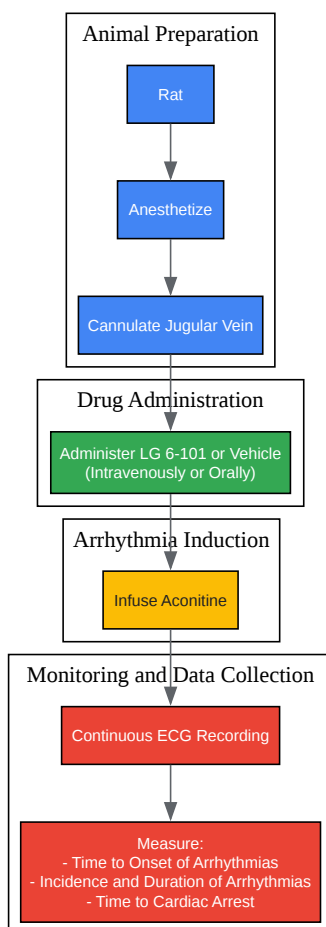 Animal Preparation
Rat
Anesthetize
Cannulate Jugular Vein
Drug Administration
Administer LG 6-101 or Vehicle
(Intravenously or Orally)
Arrhythmia Induction
Infuse Aconitine
Monitoring and Data Collection
Continuous ECG Recording
Measure:
- Time to Onset of Arrhythmias
- Incidence and Duration of Arrhythmias
- Time to Cardiac Arrest